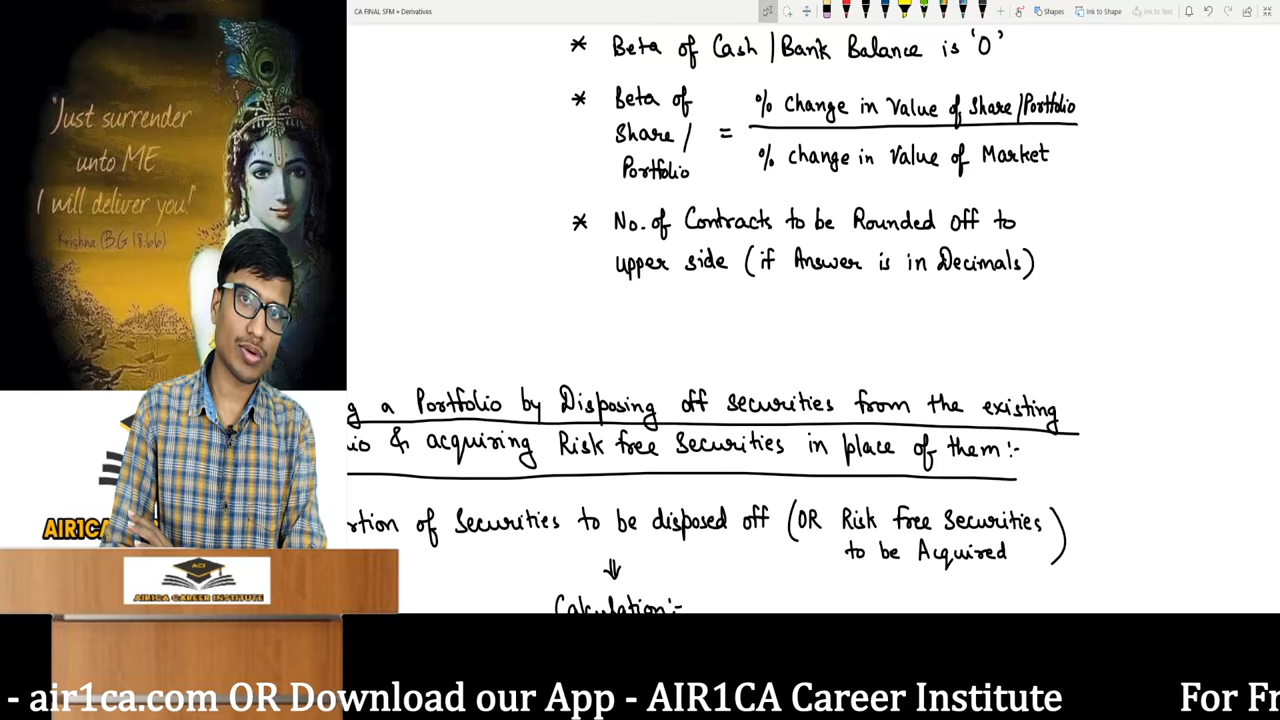 CA FINAL SFM » Derivatives
Shapes
Ink to Shape
Ink to Text
"Just surrender
unto ME
I will deliver you!"
Krishna (B.G 18:66)
* Beta of Cash / Bank Balance is '0'
* Beta of Share / Portfolio = % change in Value of Share/Portfolio
% change in Value of Market
* No. of Contracts to be Rounded off to
upper side (if Answer is in Decimals)
g a Portfolio by Disposing off securities from the existing
io & acquiring Risk free Securities in place of them:-
rtion of Securities to be disposed off (OR Risk free Securities
to be Acquired)
⇓
Calculation:-
AIR1CA
ACI
AIR1CA CAREER INSTITUTE
- air1ca.com OR Download our App - AIR1CA Career Institute
For Fr